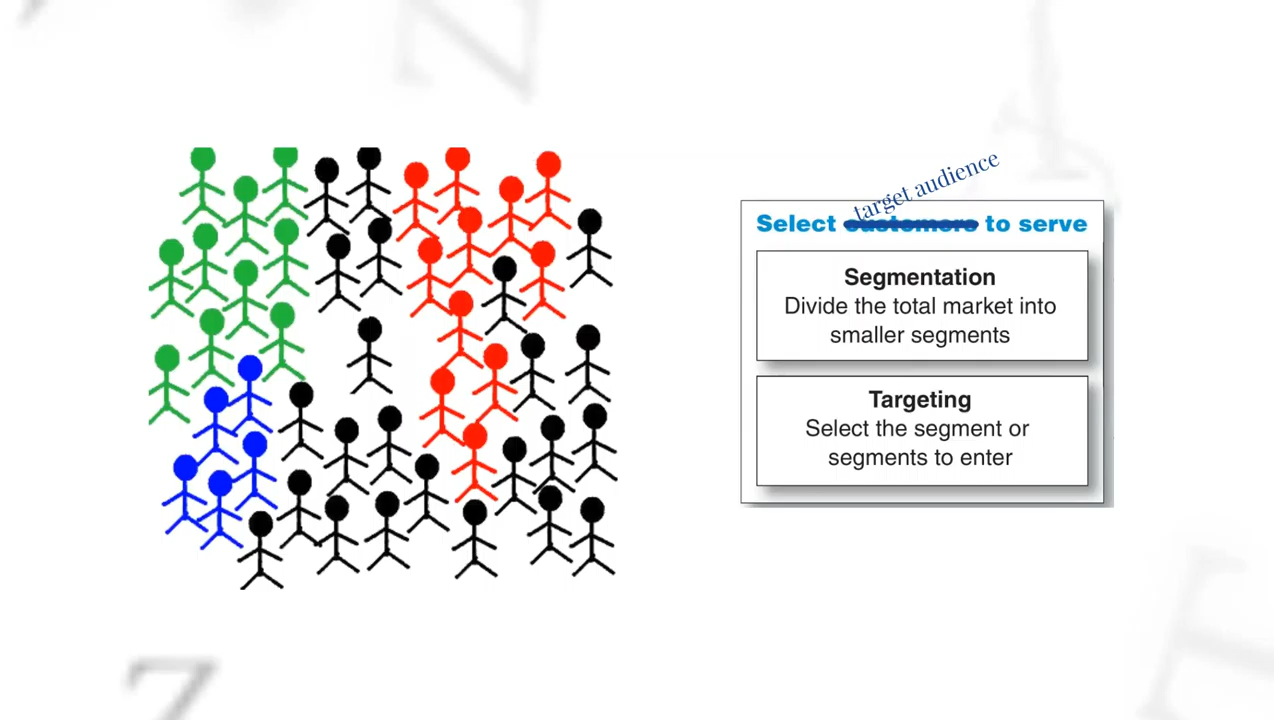 target audience
Select customers to serve
Segmentation
Divide the total market into
smaller segments
Targeting
Select the segment or
segments to enter
Z